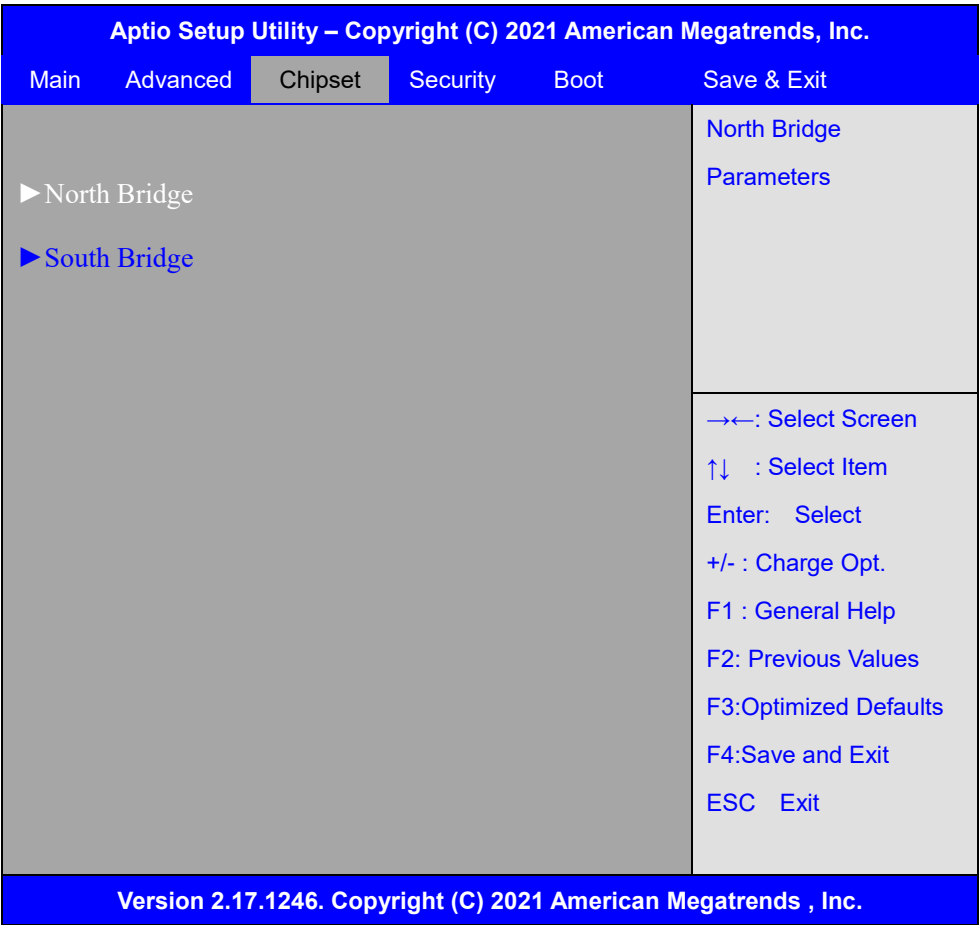 Aptio Setup Utility – Copyright (C) 2021 American Megatrends, Inc.
Main Advanced Chipset Security Boot Save & Exit
►North Bridge
►South Bridge
North Bridge
Parameters
→←: Select Screen
↑↓ : Select Item
Enter: Select
+/- : Charge Opt.
F1 : General Help
F2: Previous Values
F3:Optimized Defaults
F4:Save and Exit
ESC Exit
Version 2.17.1246. Copyright (C) 2021 American Megatrends , Inc.